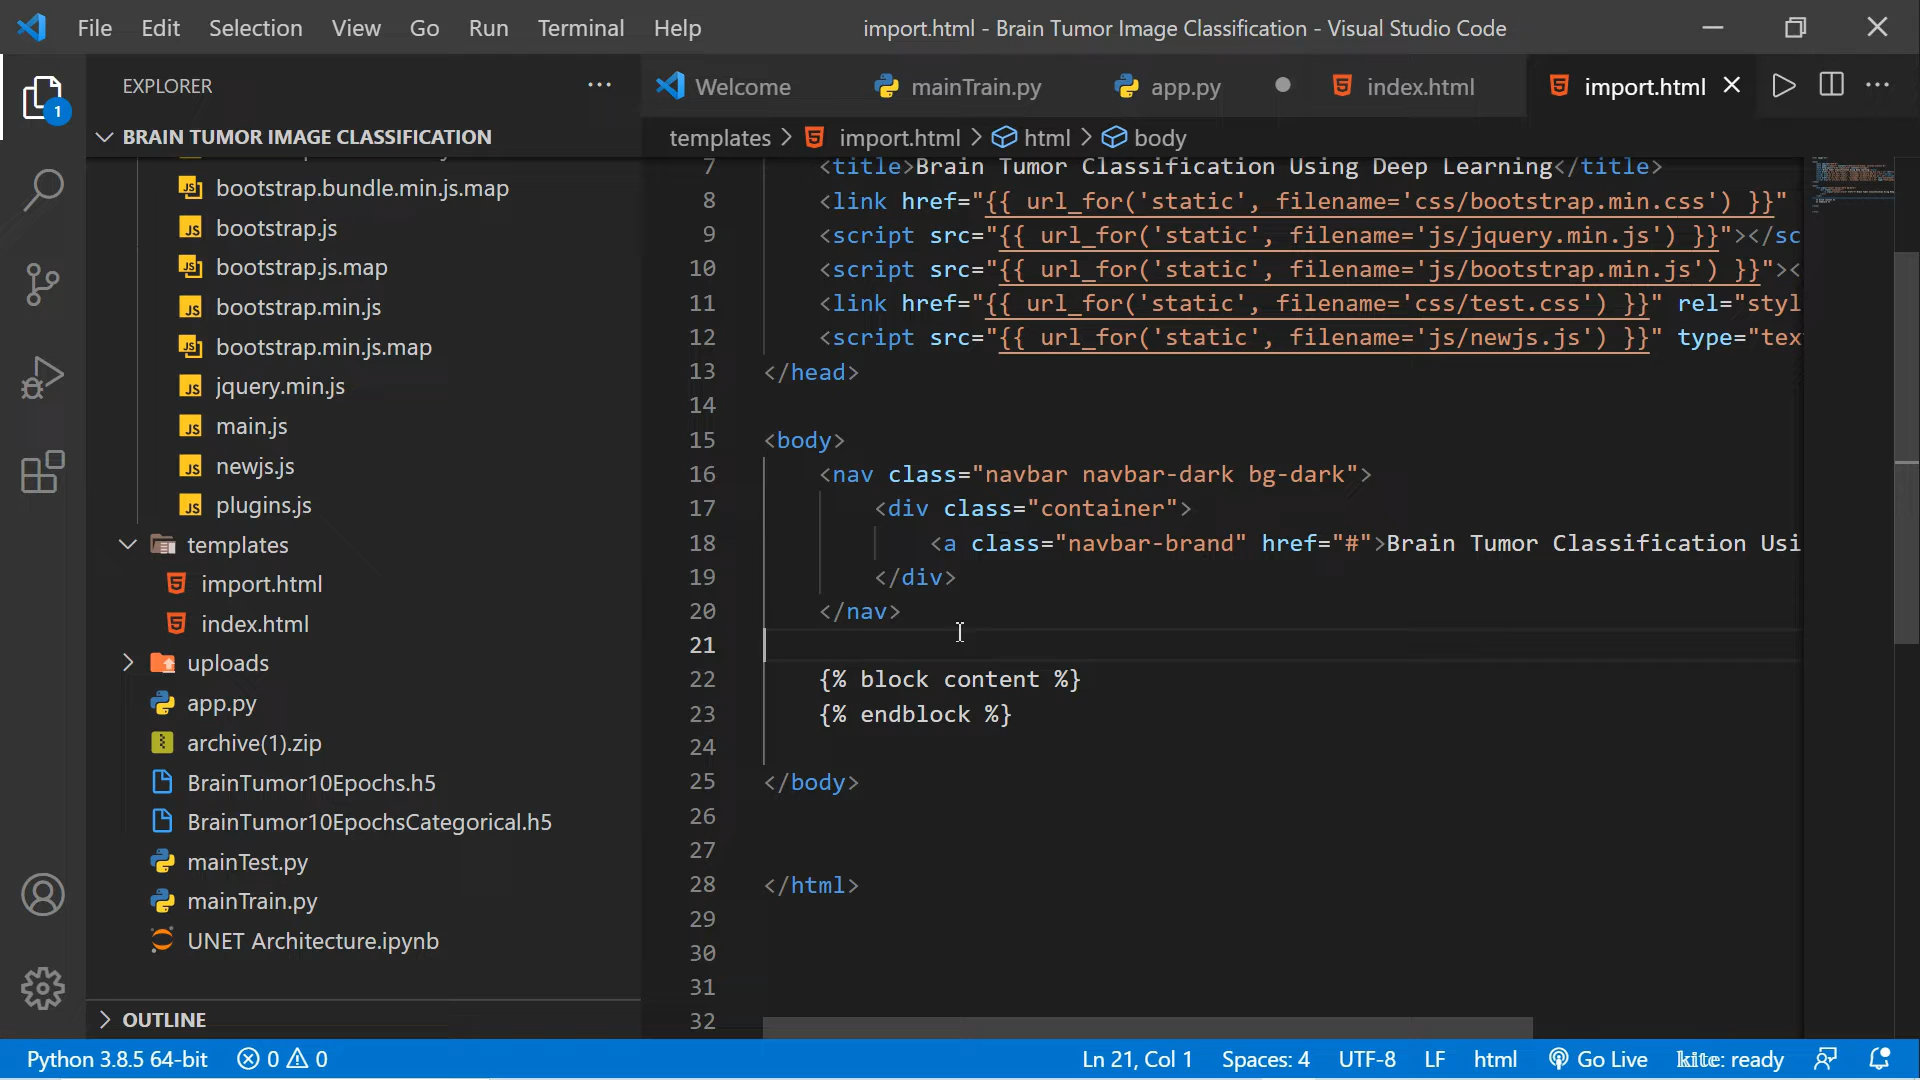 File Edit Selection View Go Run Terminal Help import.html - Brain Tumor Image Classification - Visual Studio Code
EXPLORER
Welcome mainTrain.py app.py index.html import.html
1
BRAIN TUMOR IMAGE CLASSIFICATION
templates > import.html > html > body
bootstrap.bundle.min.js.map
bootstrap.js
bootstrap.js.map
bootstrap.min.js
bootstrap.min.js.map
jquery.min.js
main.js
newjs.js
plugins.js
templates
import.html
index.html
uploads
app.py
archive(1).zip
BrainTumor10Epochs.h5
BrainTumor10EpochsCategorical.h5
mainTest.py
mainTrain.py
UNET Architecture.ipynb
OUTLINE
7 <title>Brain Tumor Classification Using Deep Learning</title>
8 <link href="{{ url_for('static', filename='css/bootstrap.min.css') }}"
9 <script src="{{ url_for('static', filename='js/jquery.min.js') }}"></sc
10 <script src="{{ url_for('static', filename='js/bootstrap.min.js') }}"><
11 <link href="{{ url_for('static', filename='css/test.css') }}" rel="styl
12 <script src="{{ url_for('static', filename='js/newjs.js') }}" type="tex
13 </head>
14
15 <body>
16 <nav class="navbar navbar-dark bg-dark">
17 <div class="container">
18 <a class="navbar-brand" href="#">Brain Tumor Classification Usi
19 </div>
20 </nav>
21
22 {% block content %}
23 {% endblock %}
24
25 </body>
26
27
28 </html>
29
30
31
32
Python 3.8.5 64-bit 0 0 Ln 21, Col 1 Spaces: 4 UTF-8 LF html Go Live kite: ready